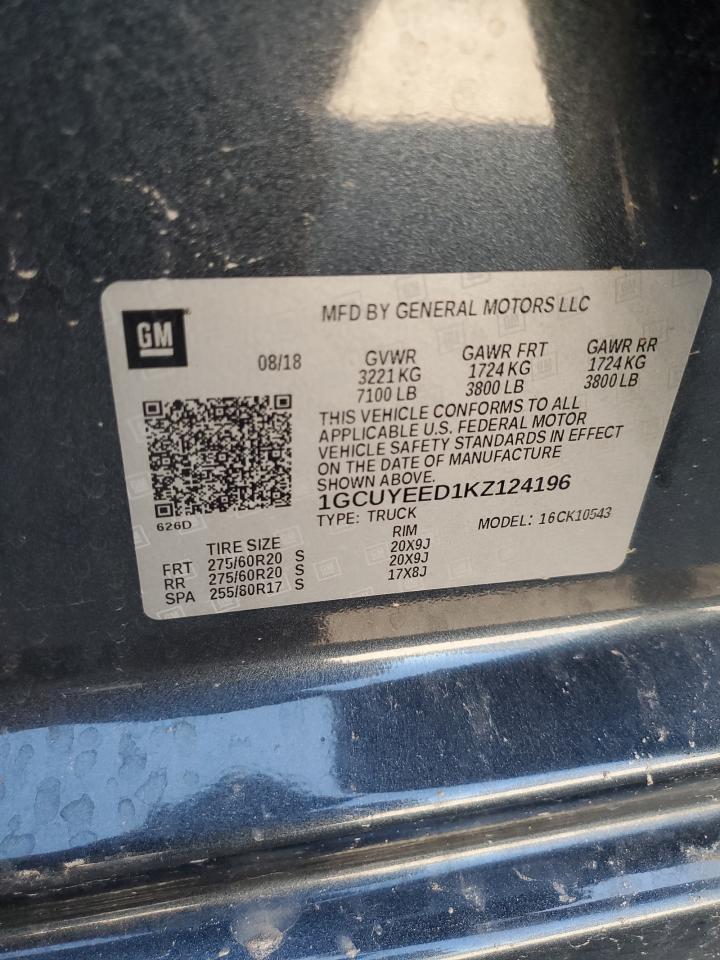 GM
MFD BY GENERAL MOTORS LLC
08/18
GVWR
3221 KG
7100 LB
GAWR FRT
1724 KG
3800 LB
GAWR RR
1724 KG
3800 LB
THIS VEHICLE CONFORMS TO ALL
APPLICABLE U.S. FEDERAL MOTOR
VEHICLE SAFETY STANDARDS IN EFFECT
ON THE DATE OF MANUFACTURE
SHOWN ABOVE.
1GCUYEED1KZ124196
626D
TYPE: TRUCK
MODEL: 16CK10543
TIRE SIZE RIM
FRT 275/60R20 S 20X9J
RR 275/60R20 S 20X9J
SPA 255/80R17 S 17X8J